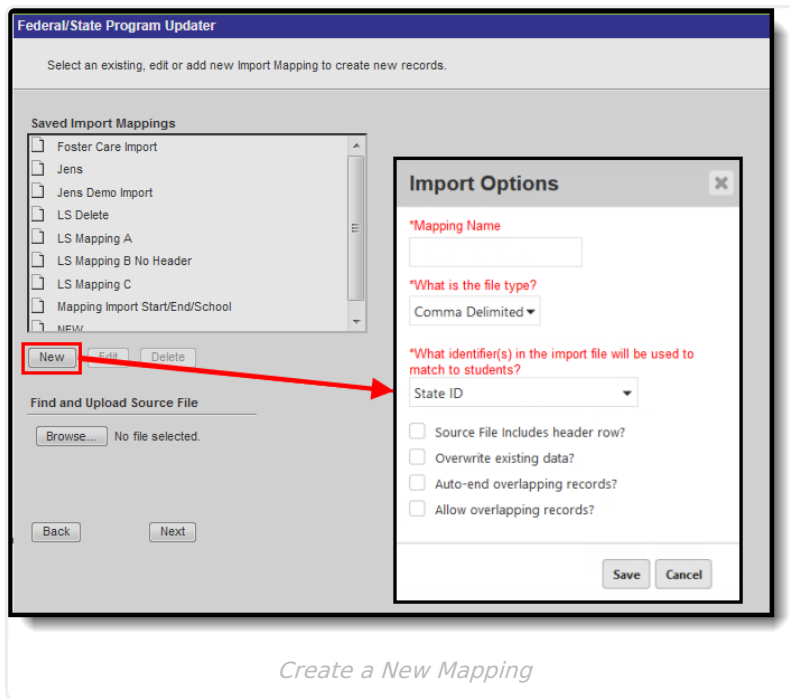 Federal/State Program Updater
Select an existing, edit or add new Import Mapping to create new records.
Saved Import Mappings
Foster Care Import
Jens
Jens Demo Import
LS Delete
LS Mapping A
LS Mapping B No Header
LS Mapping C
Mapping Import Start/End/School
NEW
New Edit Delete
Find and Upload Source File
Browse... No file selected.
Back Next
Import Options
*Mapping Name
*What is the file type?
Comma Delimited
*What identifier(s) in the import file will be used to
match to students?
State ID
Source File Includes header row?
Overwrite existing data?
Auto-end overlapping records?
Allow overlapping records?
Save Cancel
Create a New Mapping